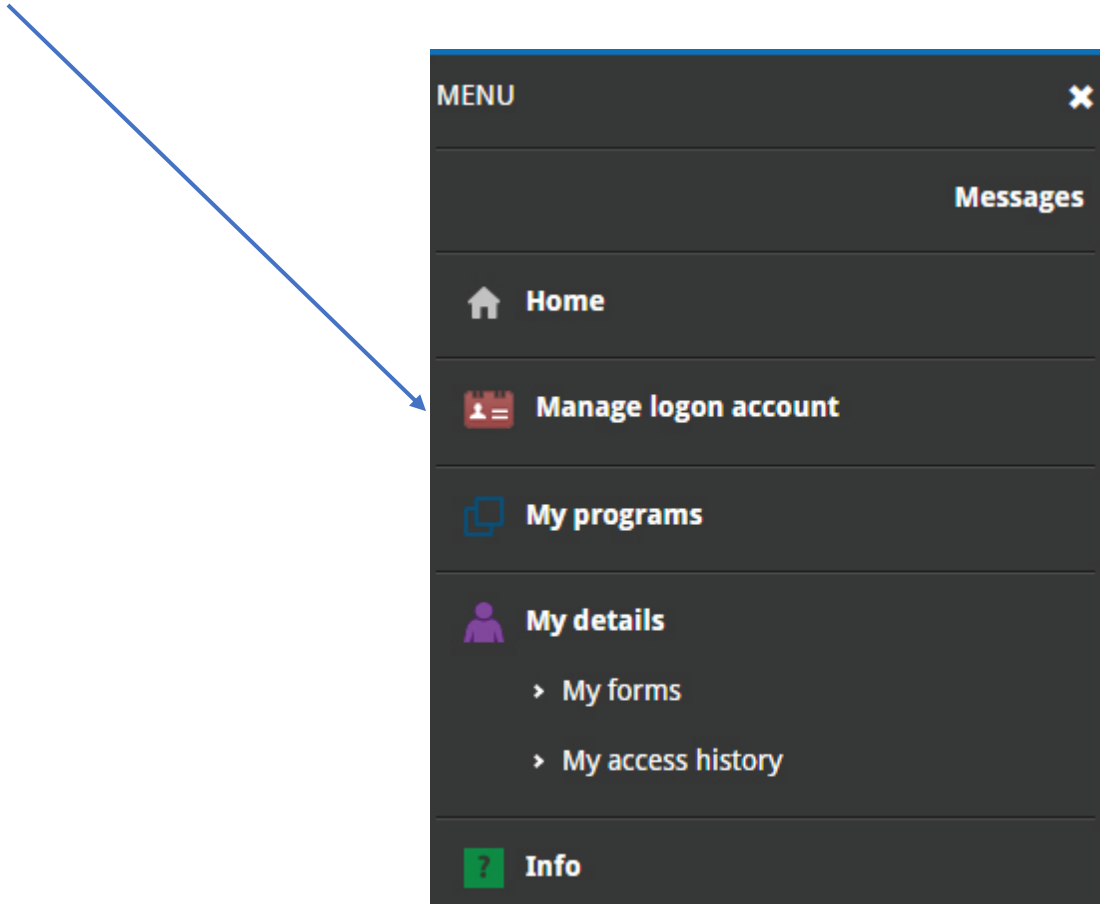 MENU
Messages
Home
Manage logon account
My programs
My details
My forms
My access history
? Info